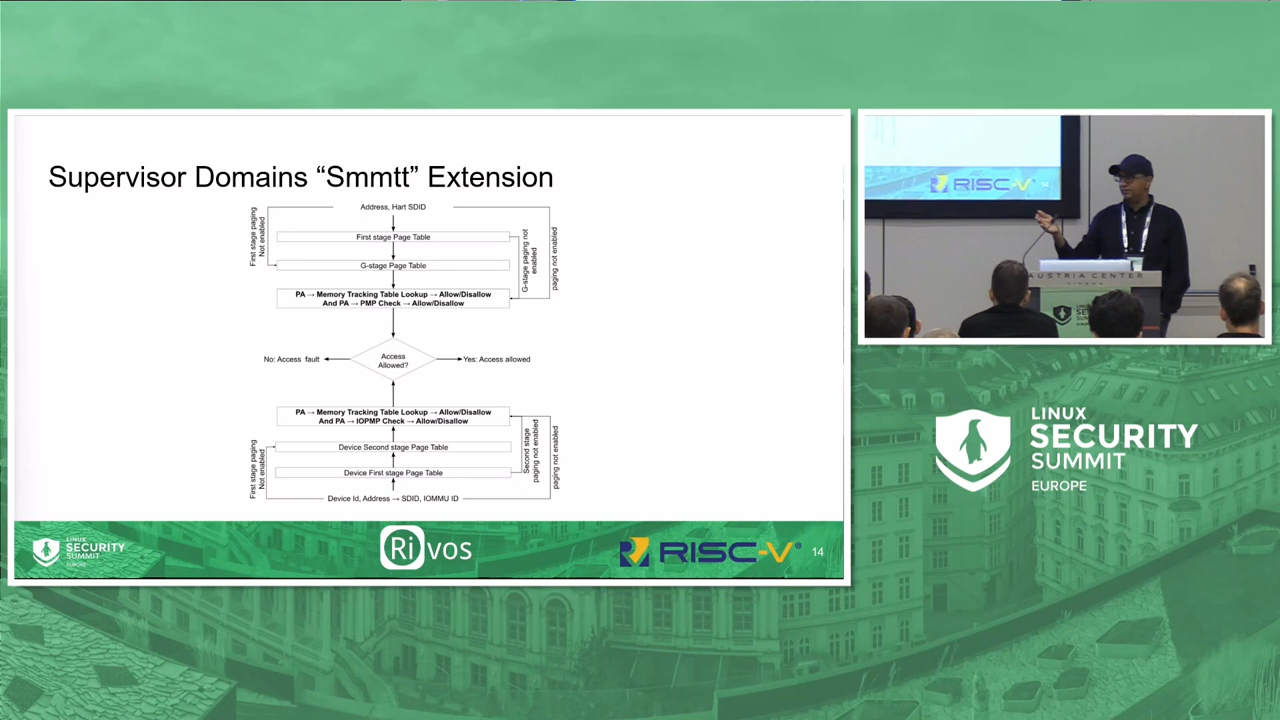 Supervisor Domains “Smmtt” Extension
Address, Hart SDID
First stage paging
Not enabled
First stage Page Table
G-stage Page Table
G-stage paging not
enabled
paging not enabled
PA → Memory Tracking Table Lookup → Allow/Disallow
And PA → PMP Check → Allow/Disallow
No: Access fault
Access
Allowed?
Yes: Access allowed
PA → Memory Tracking Table Lookup → Allow/Disallow
And PA → IOPMP Check → Allow/Disallow
Device Second stage Page Table
Device First stage Page Table
First stage paging
Not enabled
Second stage
paging not enabled
paging not enabled
Device Id, Address → SDID, IOMMU ID
LINUX
SECURITY
SUMMIT
EUROPE
Rivos
RISC-V®
14
RISC-V
14
AUSTRIA CENTER
VIENNA
LINUX
SECURITY
SUMMIT
EUROPE